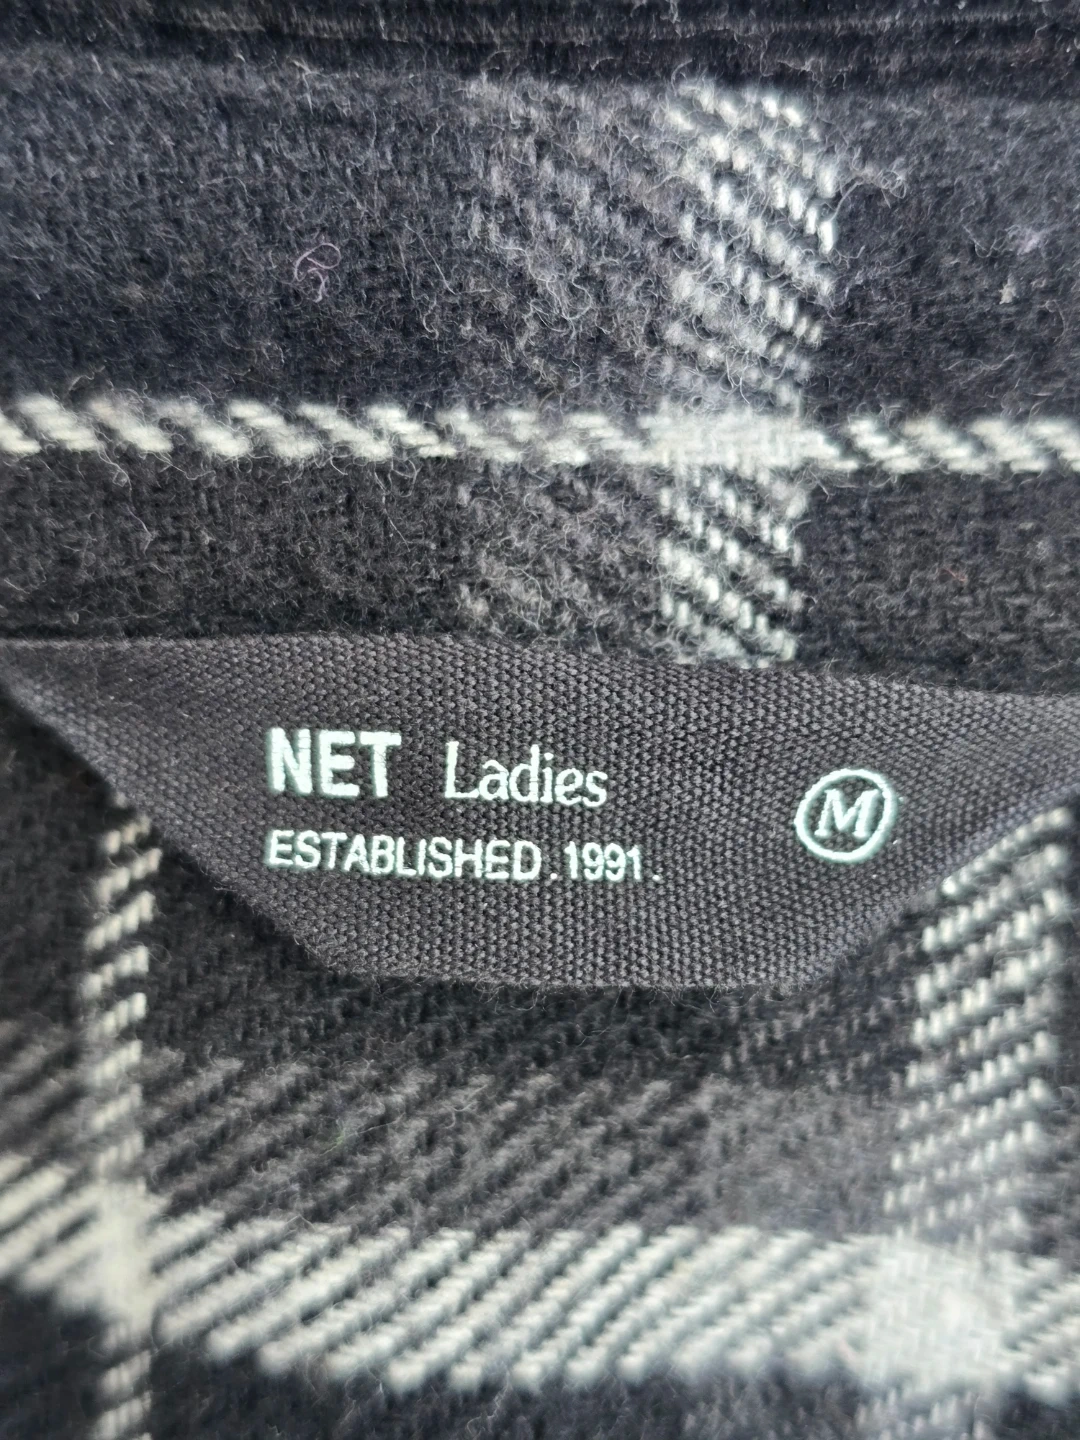 NET Ladies
ESTABLISHED.1991.
M